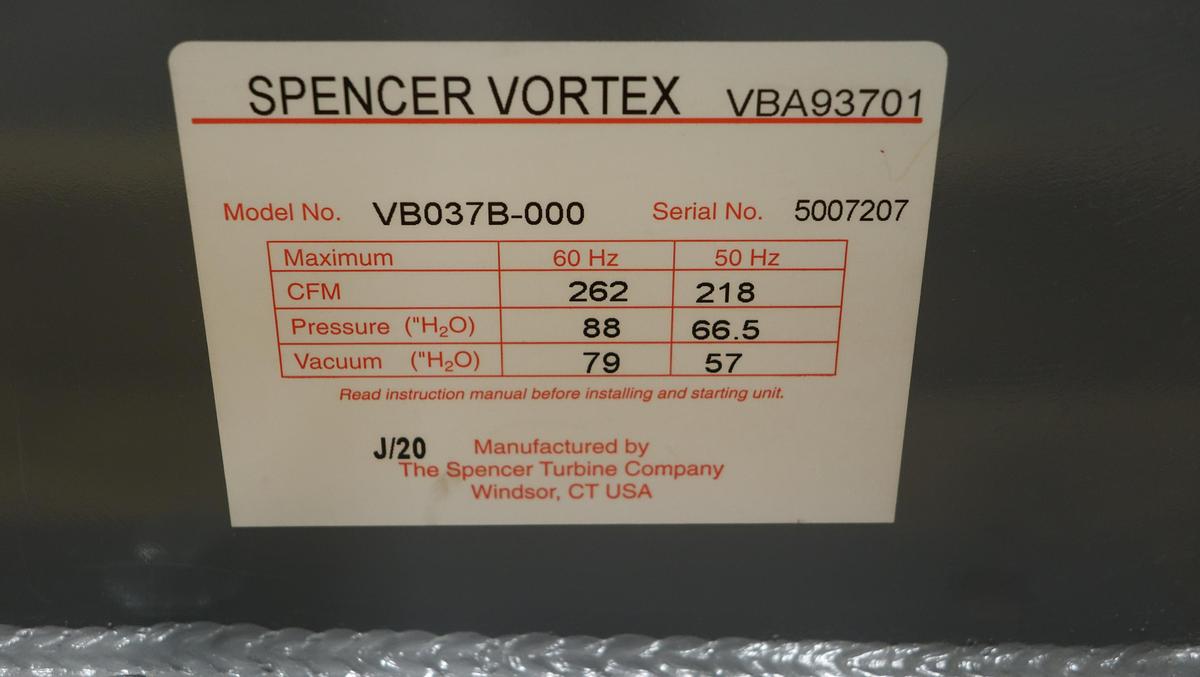 SPENCER VORTEX VBA93701
Model No. VB037B-000 Serial No. 5007207
Maximum 60 Hz 50 Hz
CFM 262 218
Pressure ("H₂O) 88 66.5
Vacuum ("H₂O) 79 57
Read instruction manual before installing and starting unit.
J/20 Manufactured by
The Spencer Turbine Company
Windsor, CT USA